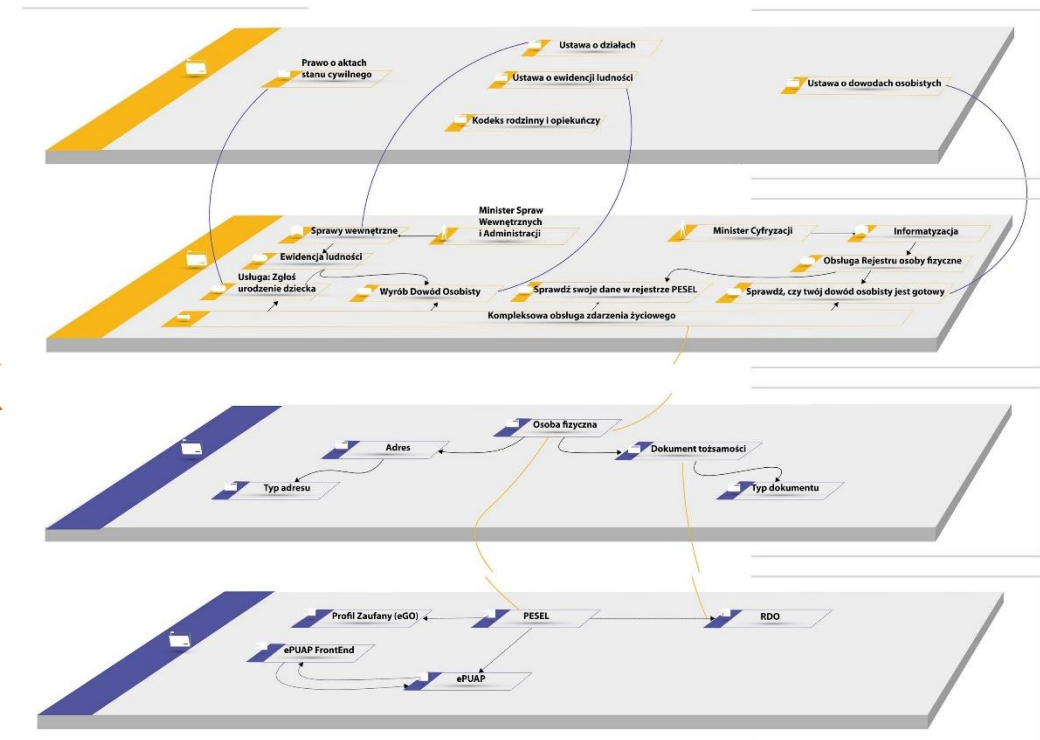 Ustawa o działach
Prawo o aktach
stanu cywilnego
Ustawa o ewidencji ludności
Ustawa o dowodach osobistych
Kodeks rodzinny i opiekuńczy
Minister Spraw
Wewnętrznych
i Administracji
Sprawy wewnętrzne
Minister Cyfryzacji
Informatyzacja
Ewidencja ludności
Obsługa Rejestru osoby fizyczne
Usługa: Zgłoś
urodzenie dziecka
Wyrób Dowód Osobisty
Sprawdź swoje dane w rejestrze PESEL
Sprawdź, czy twój dowód osobisty jest gotowy
Kompleksowa obsługa zdarzenia życiowego
Osoba fizyczna
Adres
Dokument tożsamości
Typ adresu
Typ dokumentu
Profil Zaufany (eGO)
PESEL
RDO
ePUAP FrontEnd
ePUAP